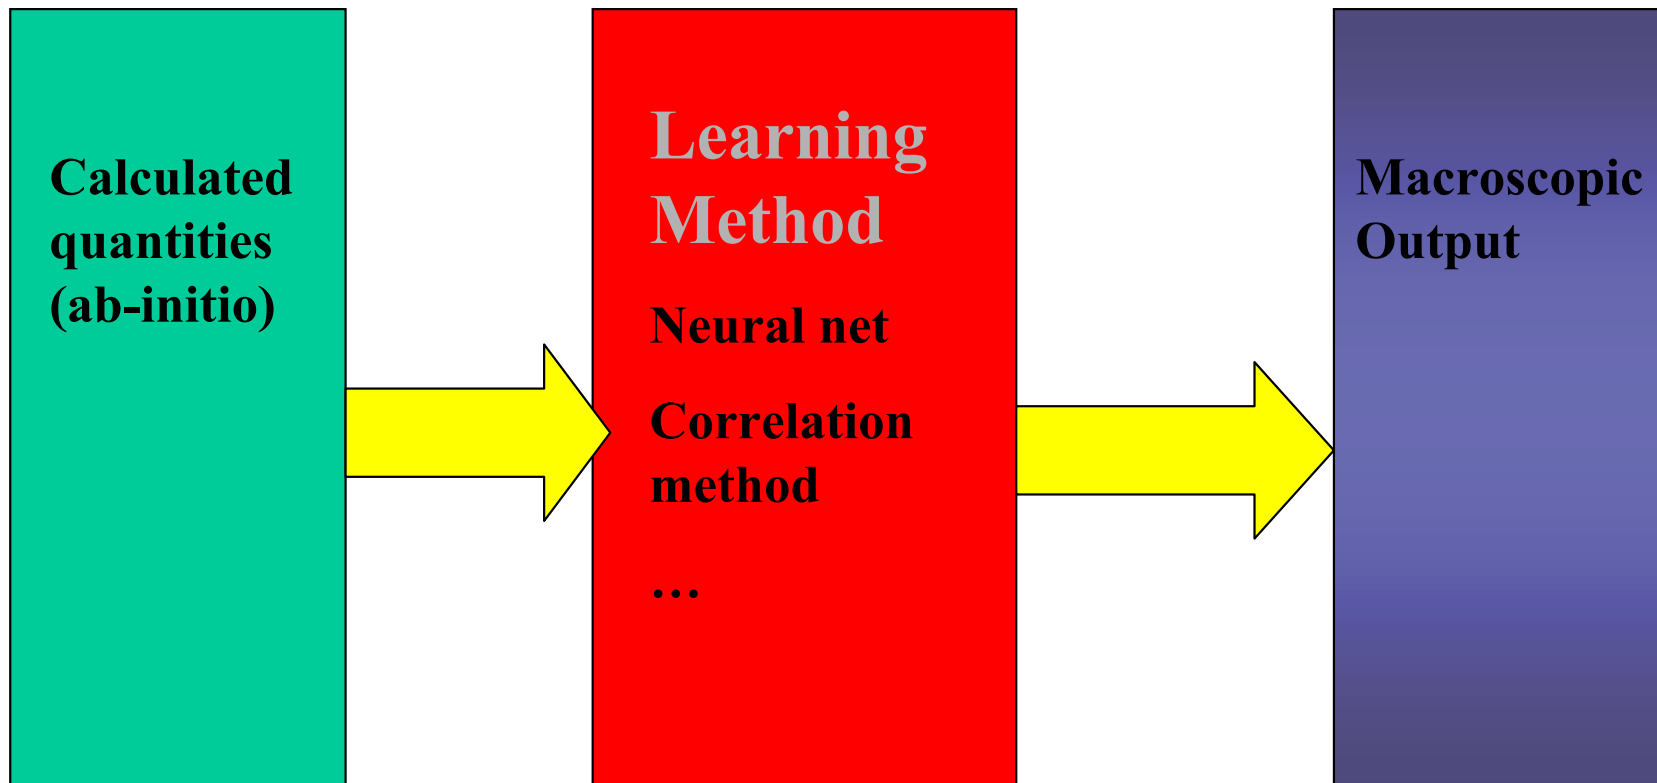 Calculated
quantities
(ab-initio)
Learning
Method
Neural net
Correlation
method
…
Macroscopic
Output